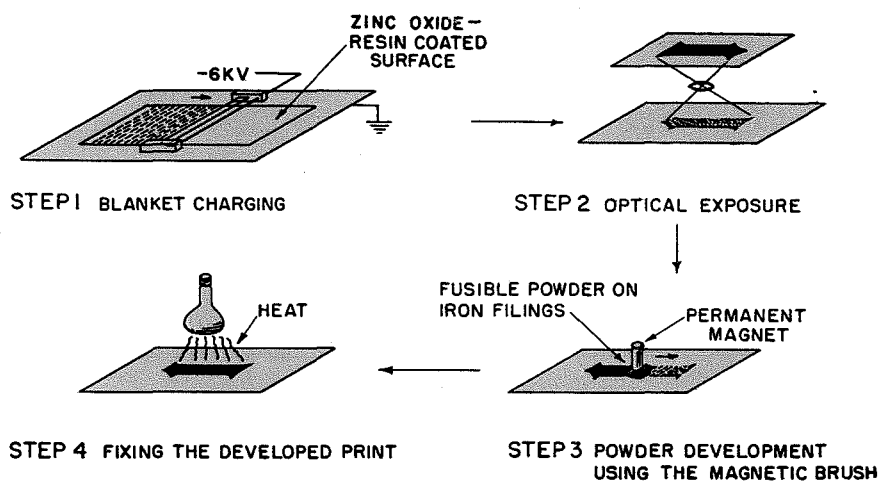 ZINC OXIDE-
RESIN COATED
SURFACE
-6KV
STEP 1 BLANKET CHARGING
STEP 2 OPTICAL EXPOSURE
FUSIBLE POWDER ON
IRON FILINGS
PERMANENT
MAGNET
HEAT
STEP 4 FIXING THE DEVELOPED PRINT
STEP 3 POWDER DEVELOPMENT
USING THE MAGNETIC BRUSH